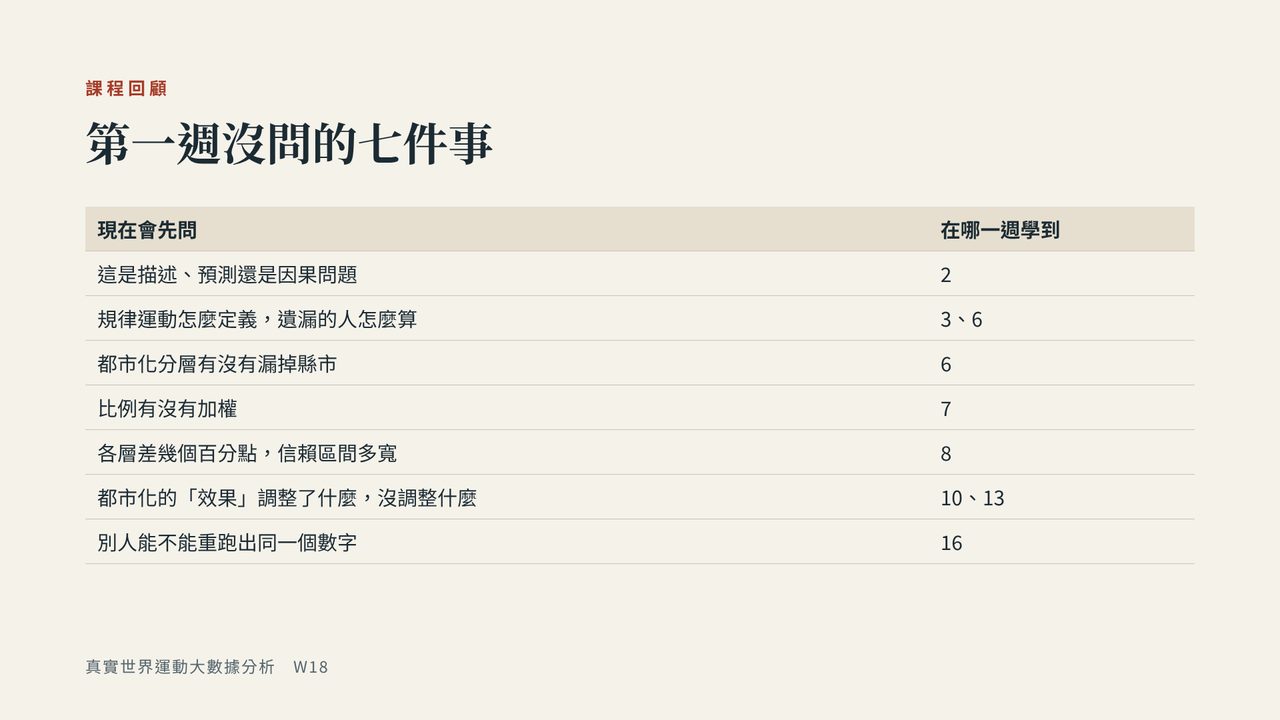 課程回顧
第一週沒問的七件事
現在會先問 在哪一週學到
這是描述、預測還是因果問題 2
規律運動怎麼定義，遺漏的人怎麼算 3、6
都市化分層有沒有漏掉縣市 6
比例有沒有加權 7
各層差幾個百分點，信賴區間多寬 8
都市化的「效果」調整了什麼，沒調整什麼 10、13
別人能不能重跑出同一個數字 16
真實世界運動大數據分析 W18